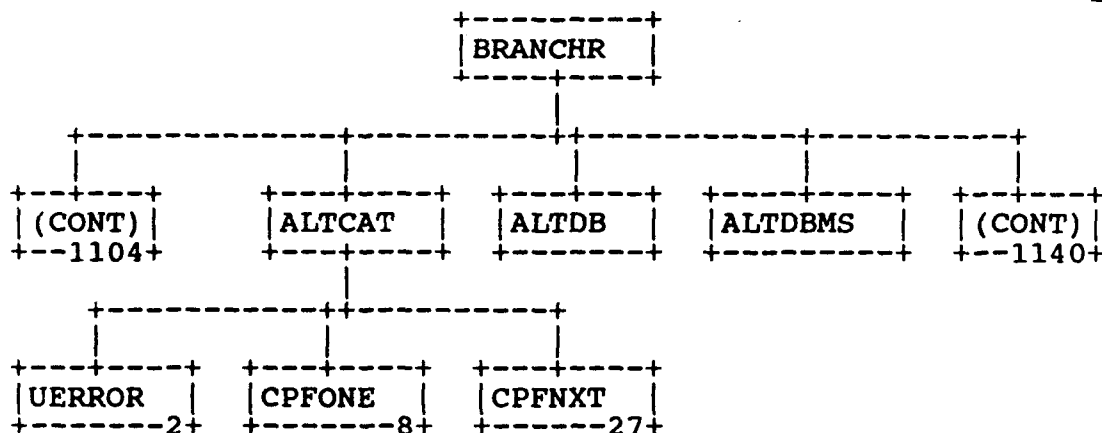 BRANCHR
(CONT) ALTCAT ALTDB ALTDBMS (CONT)
1104 1140
UERROR CPFONE CPFNXT
2 8 27